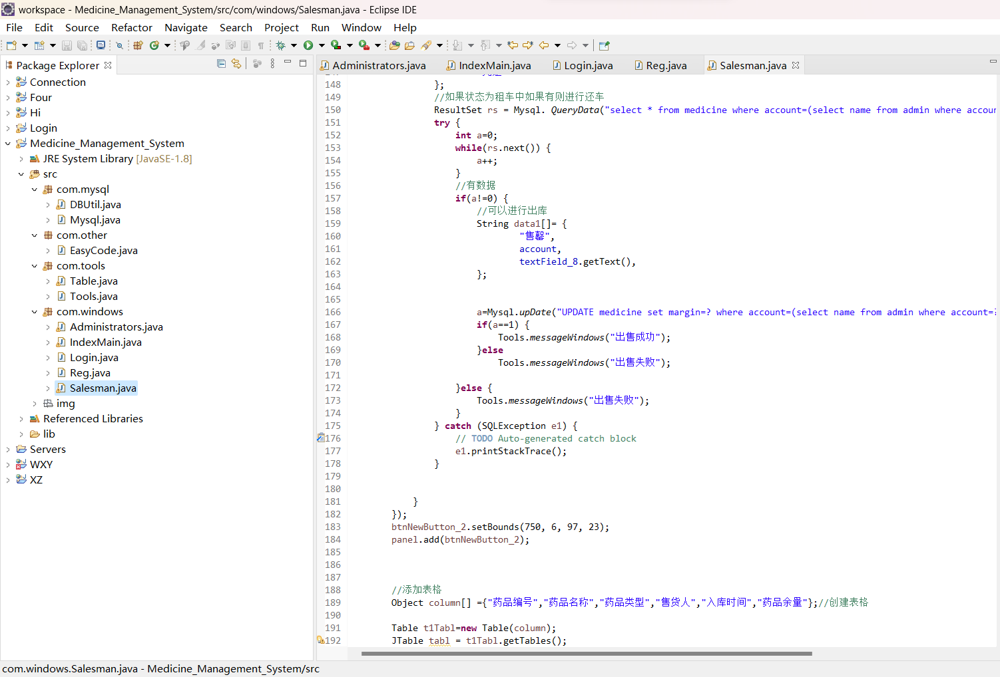 workspace - Medicine_Management_System/src/com/windows/Salesman.java - Eclipse IDE
File Edit Source Refactor Navigate Search Project Run Window Help
Package Explorer
Connection
Four
Hi
Login
Medicine_Management_System
JRE System Library [JavaSE-1.8]
src
com.mysql
DBUtil.java
Mysql.java
com.other
EasyCode.java
com.tools
Table.java
Tools.java
com.windows
Administrators.java
IndexMain.java
Login.java
Reg.java
Salesman.java
img
Referenced Libraries
lib
Servers
WXY
XZ
Administrators.java IndexMain.java Login.java Reg.java Salesman.java
148 };
149 //如果状态为租车中如果有则进行还车
150 ResultSet rs = Mysql. QueryData("select * from medicine where account=(select name from admin where accoun
151 try {
152 int a=0;
153 while(rs.next()) {
154 a++;
155 }
156 //有数据
157 if(a!=0) {
158 //可以进行出库
159 String data1[]= {
160 "售罄",
161 account,
162 textField_8.getText(),
163 };
164
165
166 a=Mysql.upDate("UPDATE medicine set margin=? where account=(select name from admin where account=?
167 if(a==1) {
168 Tools.messageWindows("出售成功");
169 }else
170 Tools.messageWindows("出售失败");
171
172 }else {
173 Tools.messageWindows("出售失败");
174 }
175 } catch (SQLException e1) {
176 // TODO Auto-generated catch block
177 e1.printStackTrace();
178 }
179
180
181 }
182 });
183 btnNewButton_2.setBounds(750, 6, 97, 23);
184 panel.add(btnNewButton_2);
185
186
187
188 //添加表格
189 Object column[] ={"药品编号","药品名称","药品类型","售货人","入库时间","药品余量"};//创建表格
190
191 Table t1Tabl=new Table(column);
192 JTable tabl = t1Tabl.getTables();
com.windows.Salesman.java - Medicine_Management_System/src